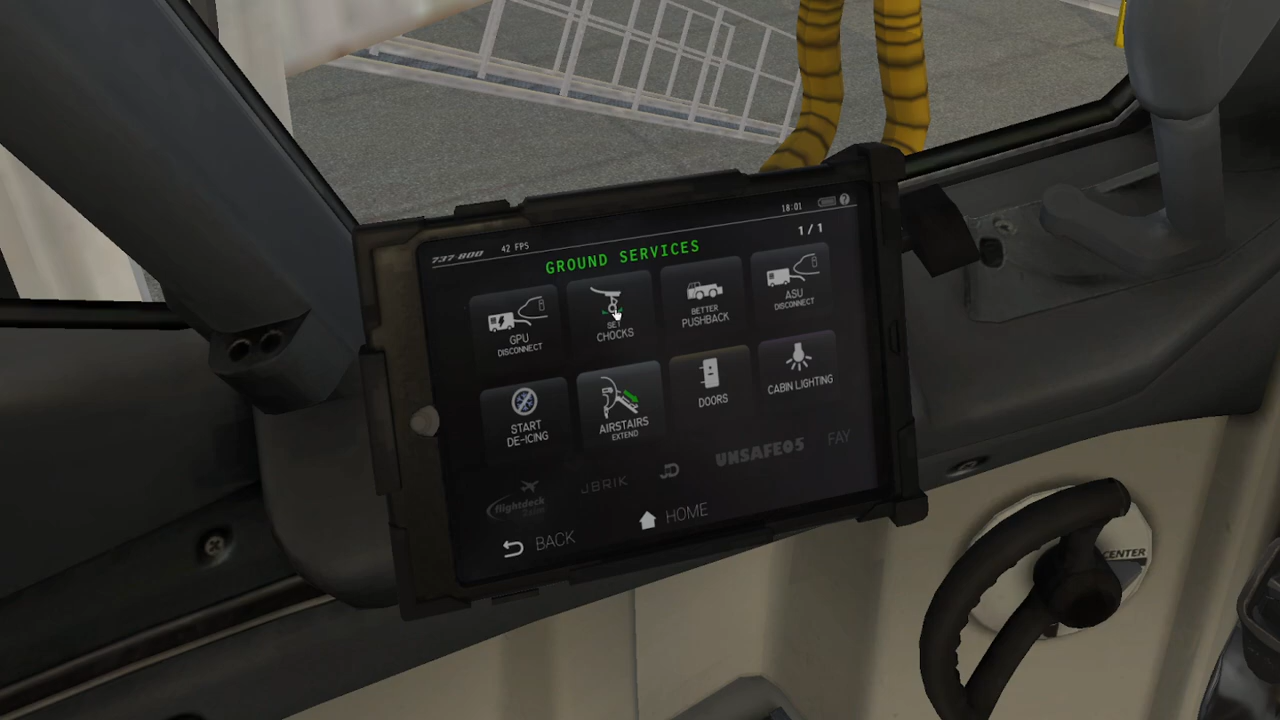 737-800 42 FPS 18:01
GROUND SERVICES 1/1
GPU
DISCONNECT
SET
CHOCKS
BETTER
PUSHBACK
ASU
DISCONNECT
START
DE-ICING
AIRSTAIRS
EXTEND
DOORS
CABIN LIGHTING
flightdeck
JBRIK
JD
UNSAFE05
FAY
BACK
HOME
CENTER